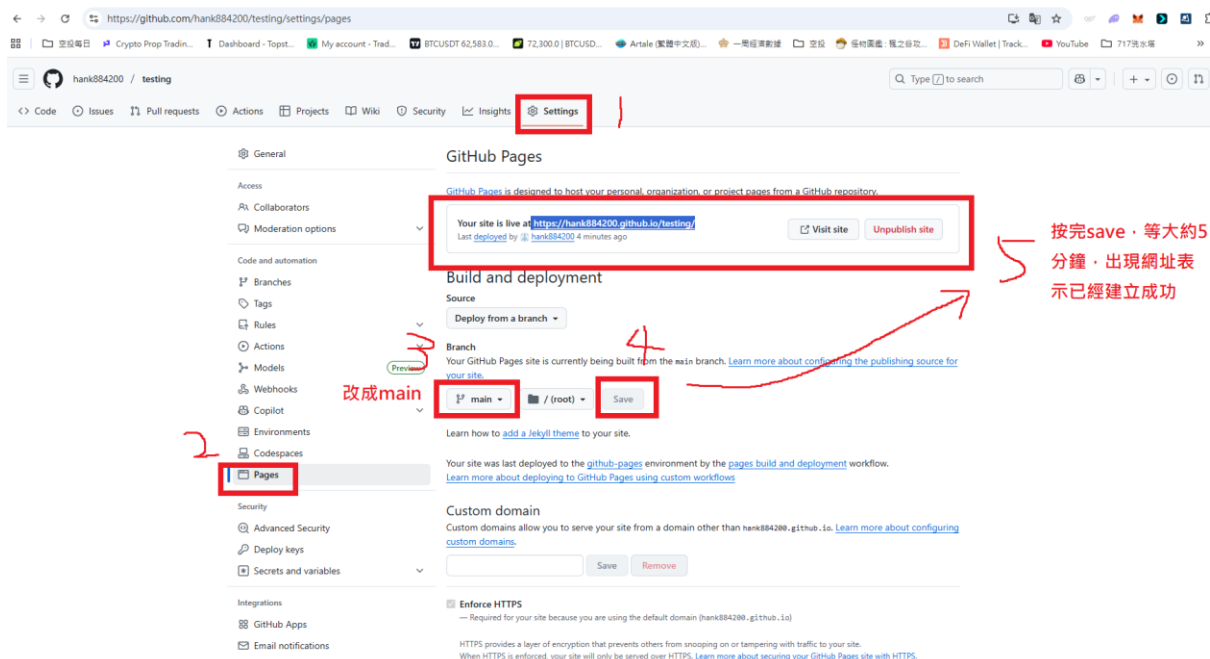 https://github.com/hank884200/testing/settings/pages
空投每日 Crypto Prop Tradin... Dashboard - Topst... My account - Trad... BTCUSDT 62,583.0... 72,300.0 | BTCUSD... Artale (繁體中文版)... 一周經濟數據 空投 怪物圖鑑 : 楓之谷攻... DeFi Wallet | Track... YouTube 717洗水塔 »
hank884200 / testing
Type / to search
Code Issues Pull requests Actions Projects Wiki Security Insights Settings
1
General
Access
Collaborators
Moderation options
Code and automation
Branches
Tags
Rules
Actions
Models Preview
Webhooks
Copilot
Environments
Codespaces
2
Pages
Security
Advanced Security
Deploy keys
Secrets and variables
Integrations
GitHub Apps
Email notifications
GitHub Pages
GitHub Pages is designed to host your personal, organization, or project pages from a GitHub repository.
Your site is live at https://hank884200.github.io/testing/
Last deployed by hank884200 4 minutes ago
Visit site
Unpublish site
5
按完save，等大約5
分鐘，出現網址表
示已經建立成功
Build and deployment
Source
Deploy from a branch
3
4
Branch
Your GitHub Pages site is currently being built from the main branch. Learn more about configuring the publishing source for
your site.
改成main
main / (root) Save
Learn how to add a Jekyll theme to your site.
Your site was last deployed to the github-pages environment by the pages build and deployment workflow.
Learn more about deploying to GitHub Pages using custom workflows
Custom domain
Custom domains allow you to serve your site from a domain other than hank884200.github.io. Learn more about configuring
custom domains.
Save Remove
Enforce HTTPS
— Required for your site because you are using the default domain (hank884200.github.io)
HTTPS provides a layer of encryption that prevents others from snooping on or tampering with traffic to your site.
When HTTPS is enforced, your site will only be served over HTTPS. Learn more about securing your GitHub Pages site with HTTPS.